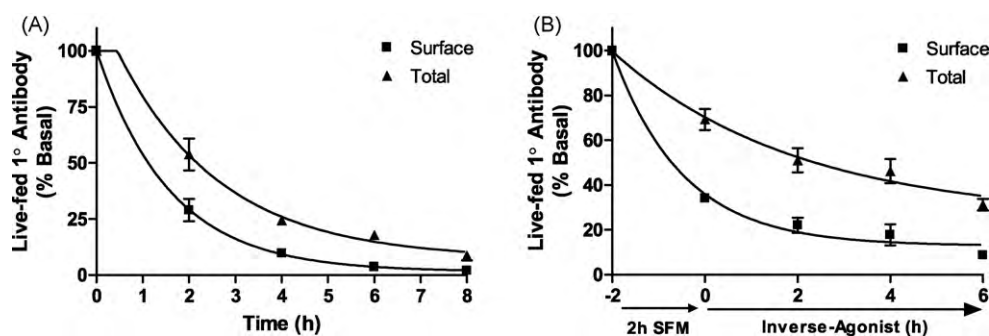 (A)
Live-fed 1° Antibody
(% Basal)
100
75
50
25
0
Surface
Total
0 1 2 3 4 5 6 7 8
Time (h)
(B)
Live-fed 1° Antibody
(% Basal)
100
80
60
40
20
0
Surface
Total
-2 0 2 4 6
2h SFM Inverse-Agonist (h)